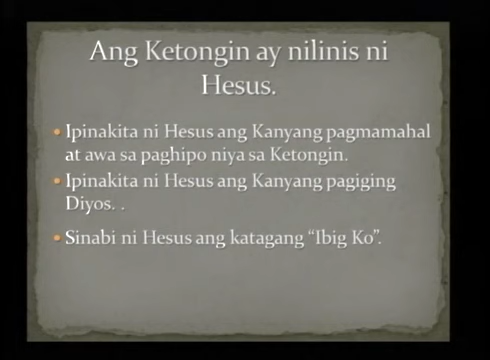 Ang Ketongin ay nilinis ni
Hesus.
• Ipinakita ni Hesus ang Kanyang pagmamahal
at awa sa paghipo niya sa Ketongin.
• Ipinakita ni Hesus ang Kanyang pagiging
Diyos. .
• Sinabi ni Hesus ang katagang “Ibig Ko”.